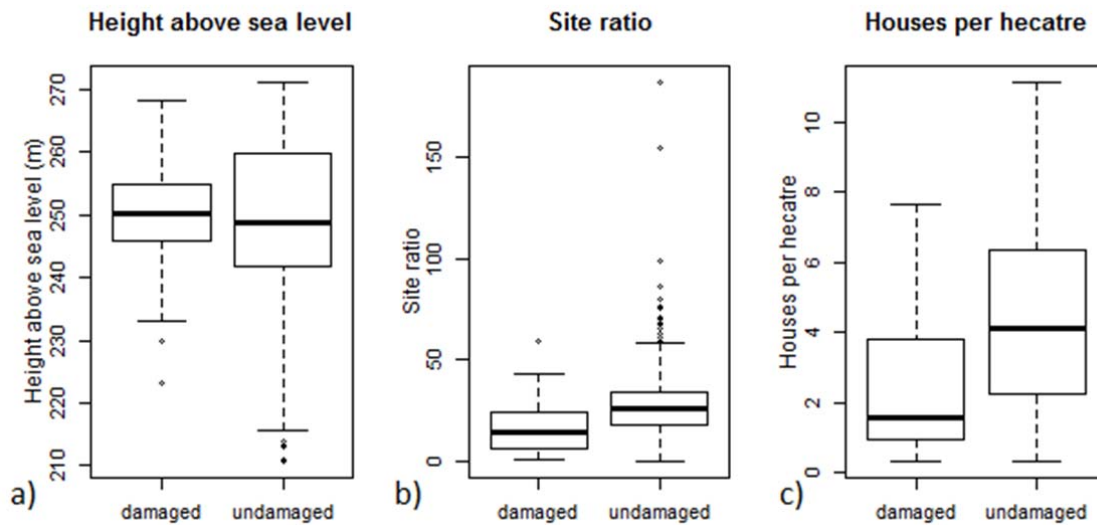 Height above sea level
Site ratio
Houses per hecatre
Height above sea level (m)
210
220
230
240
250
260
270
damaged
undamaged
a)
Site ratio
0
50
100
150
damaged
undamaged
b)
Houses per hecatre
0
2
4
6
8
10
damaged
undamaged
c)